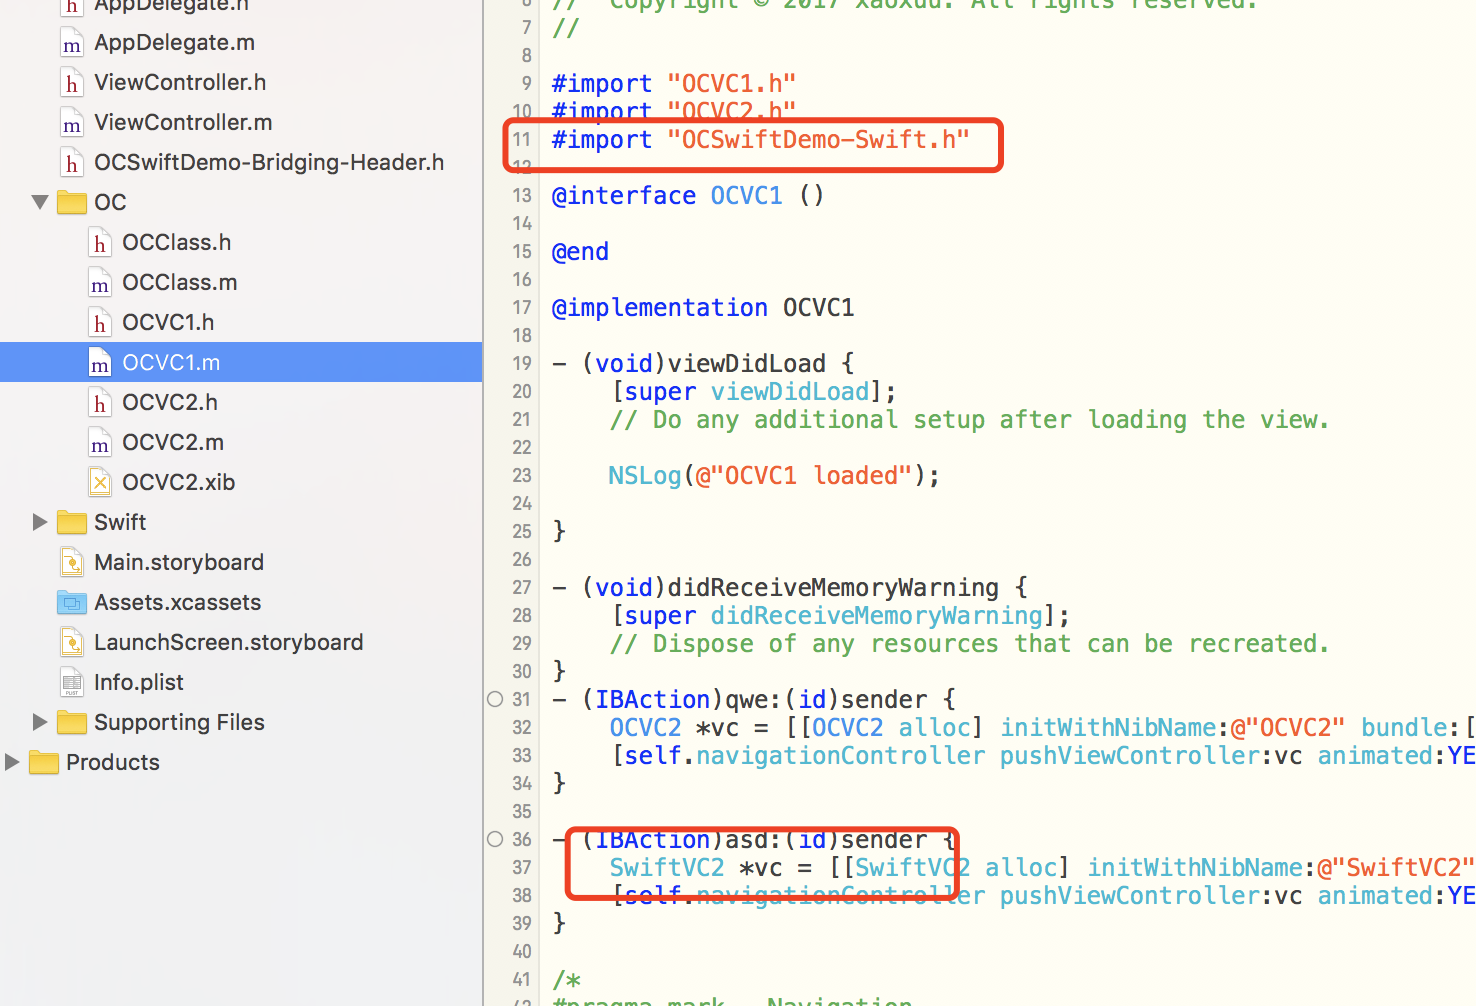 AppDelegate.h
AppDelegate.m
ViewController.h
ViewController.m
OCSwiftDemo-Bridging-Header.h
OC
OCClass.h
OCClass.m
OCVC1.h
OCVC1.m
OCVC2.h
OCVC2.m
OCVC2.xib
Swift
Main.storyboard
Assets.xcassets
LaunchScreen.storyboard
Info.plist
Supporting Files
Products
6 // Copyright © 2017 xaoxuu. All rights reserved.
7 //
8
9 #import "OCVC1.h"
10 #import "OCVC2.h"
11 #import "OCSwiftDemo-Swift.h"
12
13 @interface OCVC1 ()
14
15 @end
16
17 @implementation OCVC1
18
19 - (void)viewDidLoad {
20 [super viewDidLoad];
21 // Do any additional setup after loading the view.
22
23 NSLog(@"OCVC1 loaded");
24
25 }
26
27 - (void)didReceiveMemoryWarning {
28 [super didReceiveMemoryWarning];
29 // Dispose of any resources that can be recreated.
30 }
31 - (IBAction)qwe:(id)sender {
32 OCVC2 *vc = [[OCVC2 alloc] initWithNibName:@"OCVC2" bundle:[
33 [self.navigationController pushViewController:vc animated:YE
34 }
35
36 - (IBAction)asd:(id)sender {
37 SwiftVC2 *vc = [[SwiftVC2 alloc] initWithNibName:@"SwiftVC2"
38 [self.navigationController pushViewController:vc animated:YE
39 }
40
41 /*
42 #pragma mark - Navigation